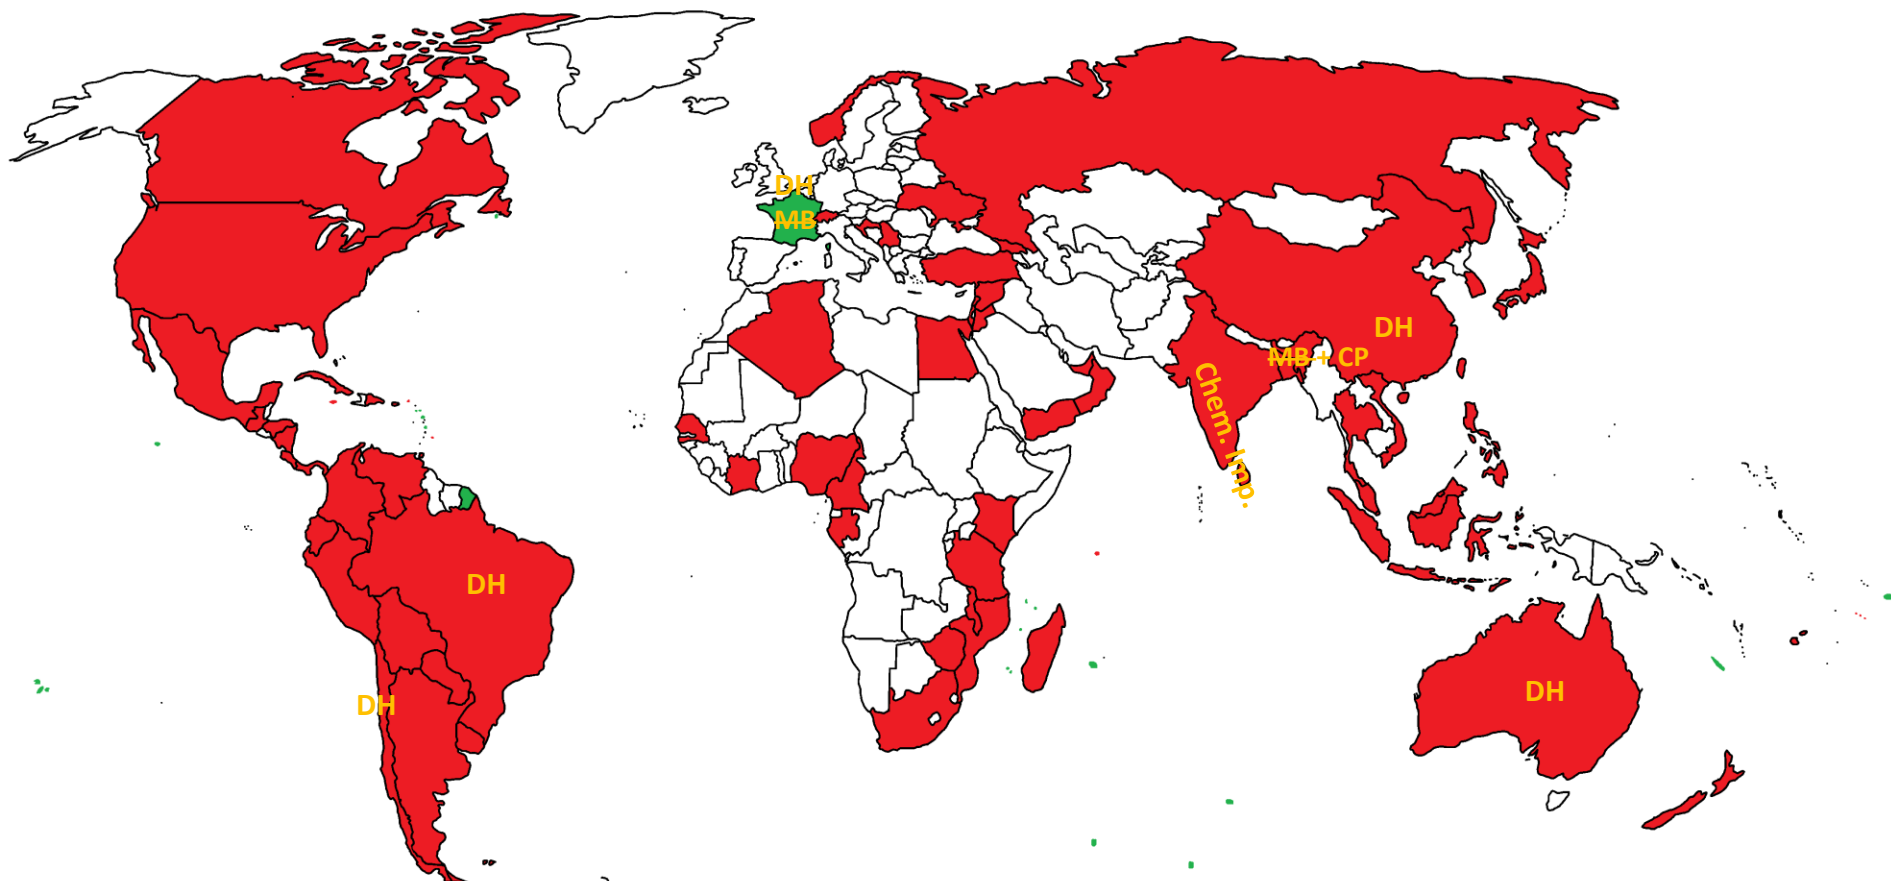 DH
MB
DH
MB + CP
Chem. Imp.
DH
DH
DH